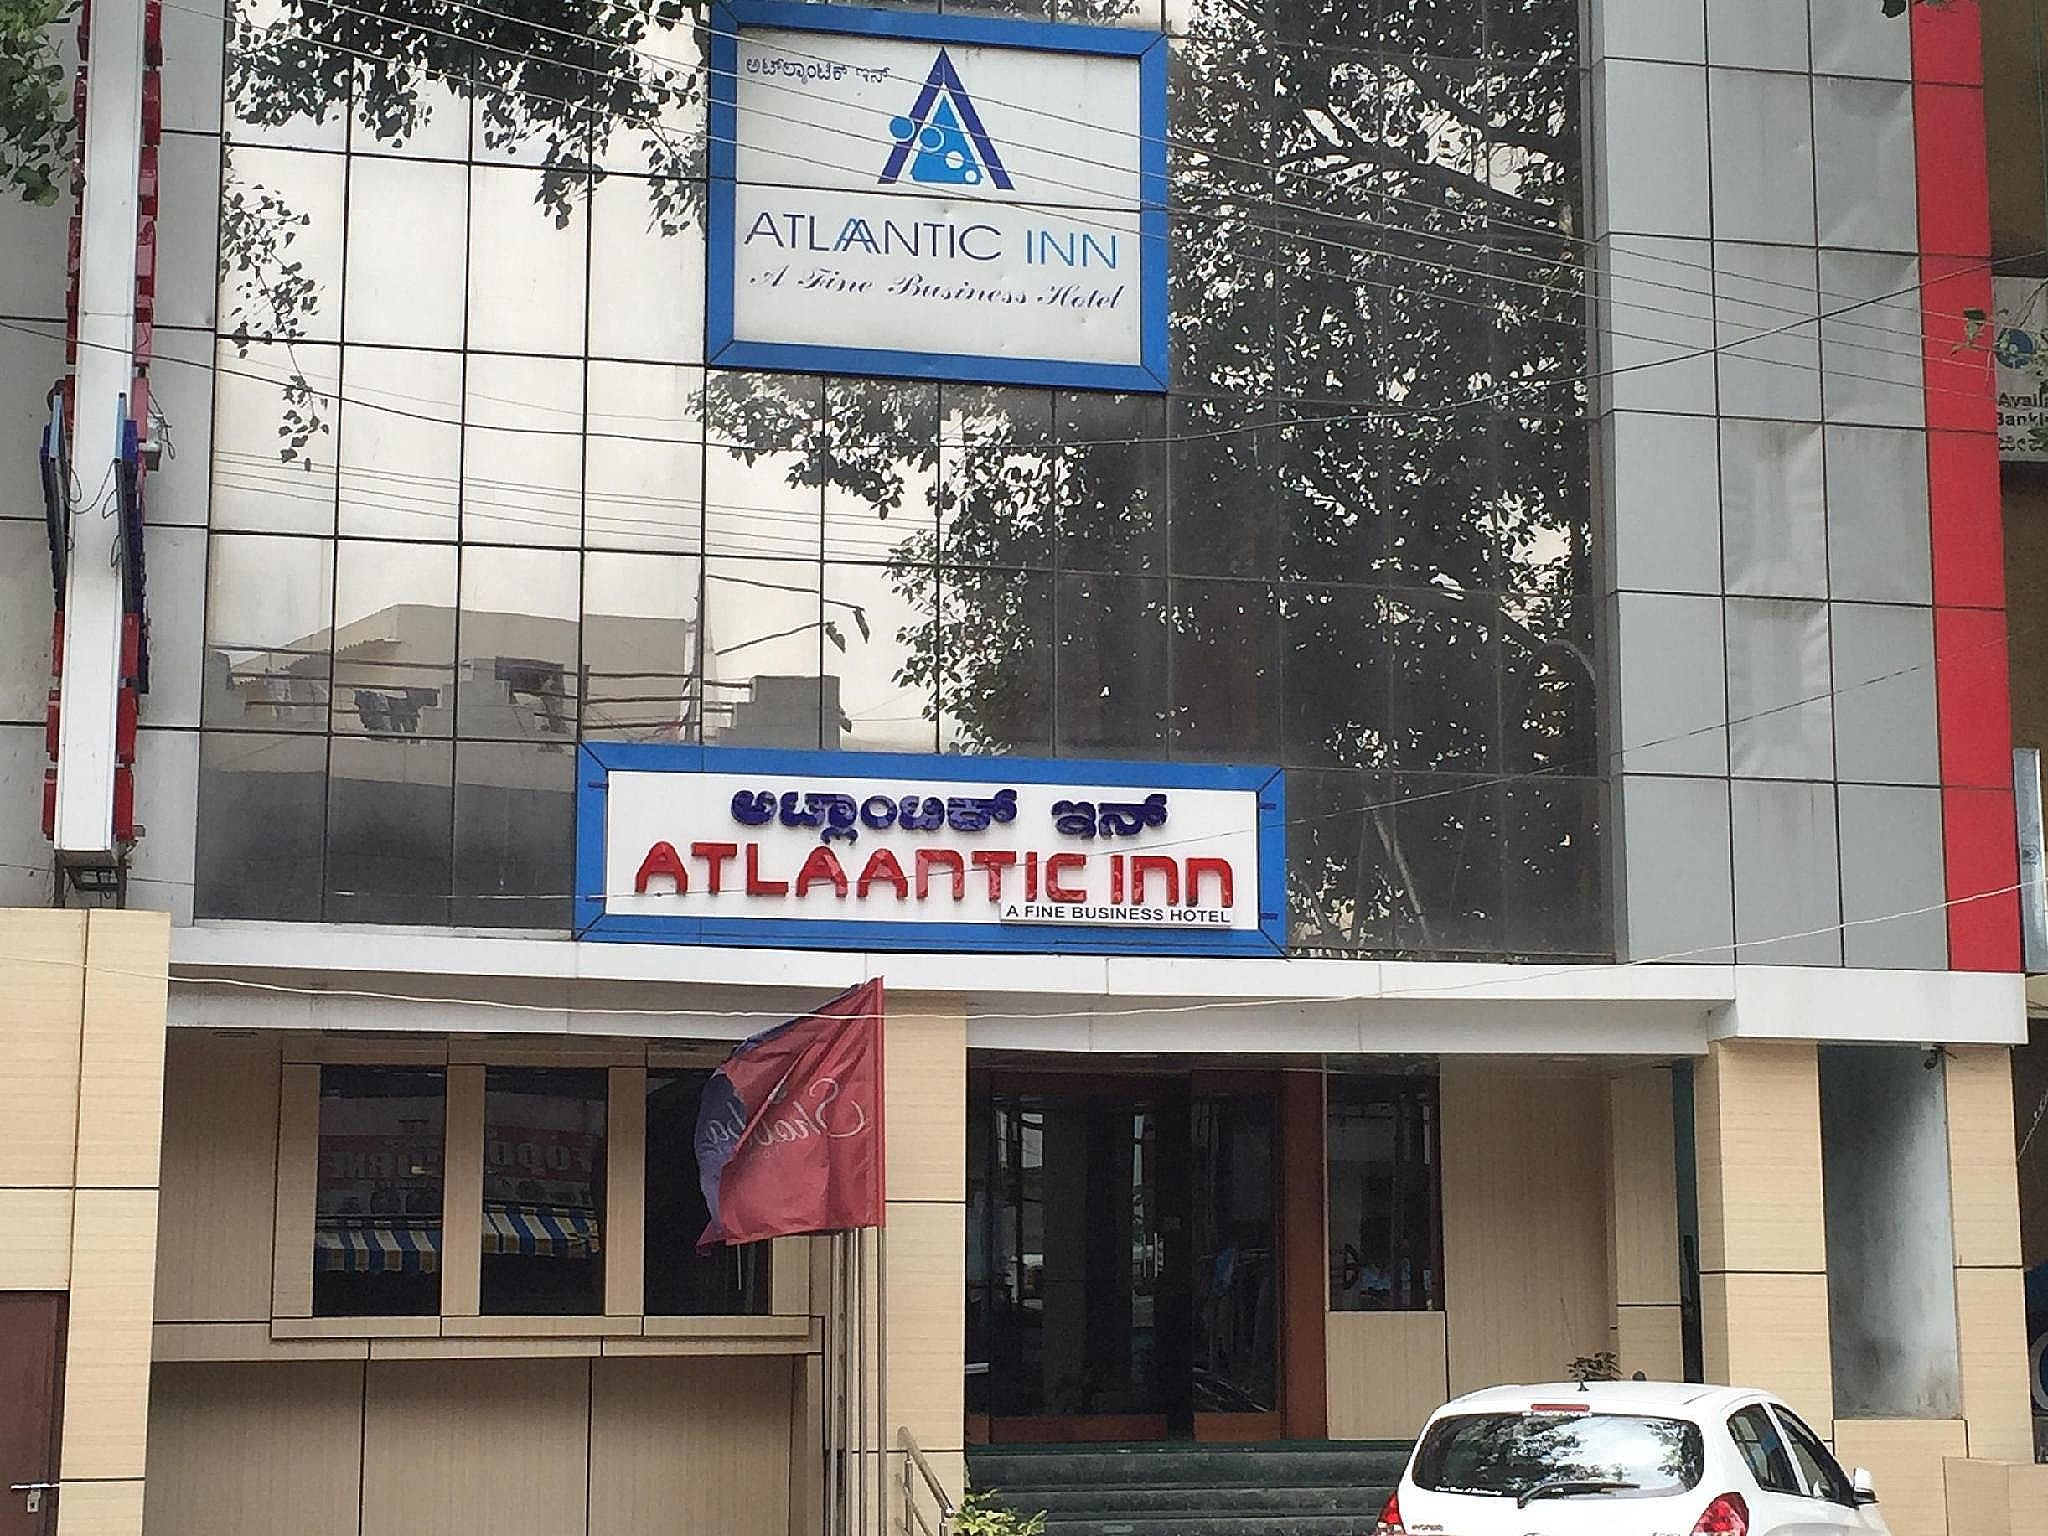 ಅಟ್‌ಲ್ಯಾಂಟಿಕ್ ಇನ್
ATLAANTIC INN
A Fine Business Hotel
ಅಟ್ಲಾಂಟಿಕ್ ಇನ್
ATLAANTIC INN
A FINE BUSINESS HOTEL